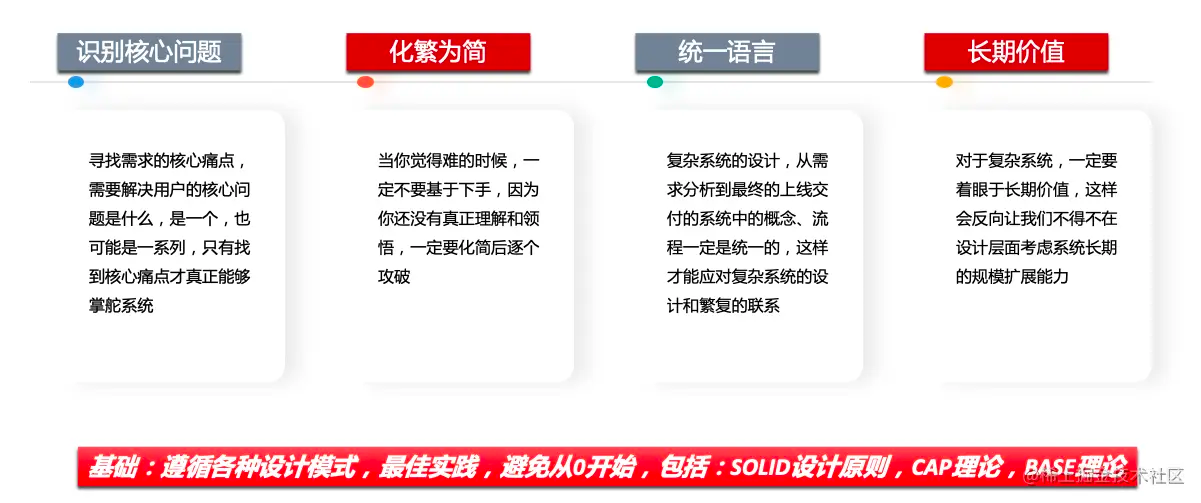 识别核心问题
化繁为简
统一语言
长期价值
寻找需求的核心痛点，
需要解决用户的核心问
题是什么，是一个，也
可能是一系列，只有找
到核心痛点才真正能够
掌舵系统
当你觉得难的时候，一
定不要基于下手，因为
你还没有真正理解和领
悟，一定要化简后逐个
攻破
复杂系统的设计，从需
求分析到最终的上线交
付的系统中的概念、流
程一定是统一的，这样
才能应对复杂系统的设
计和繁复的联系
对于复杂系统，一定要
着眼于长期价值，这样
会反向让我们不得不在
设计层面考虑系统长期
的规模扩展能力
基础：遵循各种设计模式，最佳实践，避免从0开始，包括：SOLID设计原则，CAP理论，BASE理论
@稀土掘金技术社区